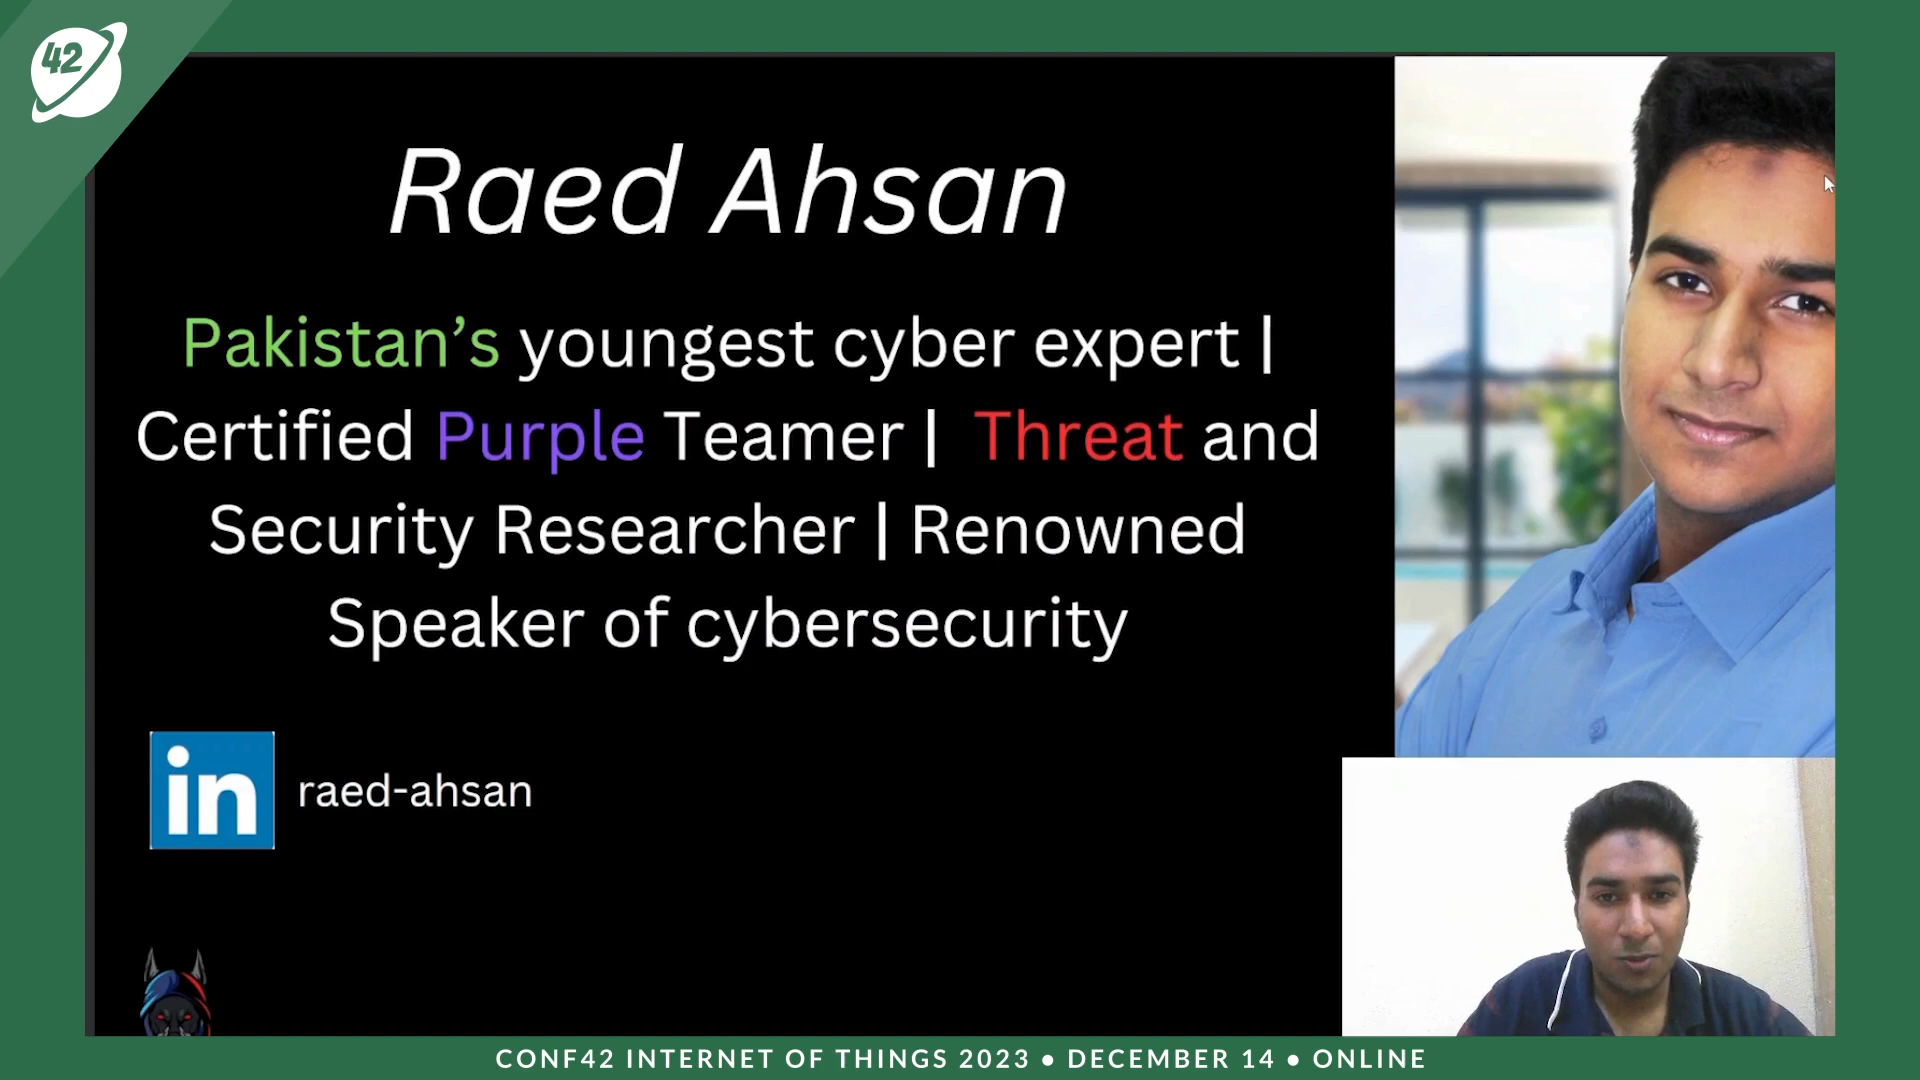 42
Raed Ahsan
Pakistan’s youngest cyber expert |
Certified Purple Teamer | Threat and
Security Researcher | Renowned
Speaker of cybersecurity
in
raed-ahsan
CONF42 INTERNET OF THINGS 2023 ● DECEMBER 14 ● ONLINE